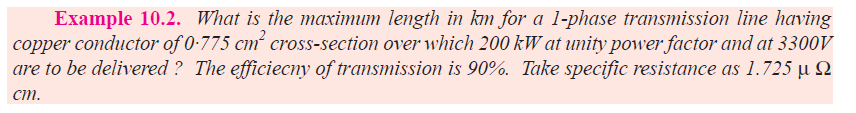 Example 10.2. What is the maximum length in km for a 1-phase transmission line having
copper conductor of 0·775 cm² cross-section over which 200 kW at unity power factor and at 3300V
are to be delivered ? The efficiecny of transmission is 90%. Take specific resistance as 1.725 μ Ω
cm.